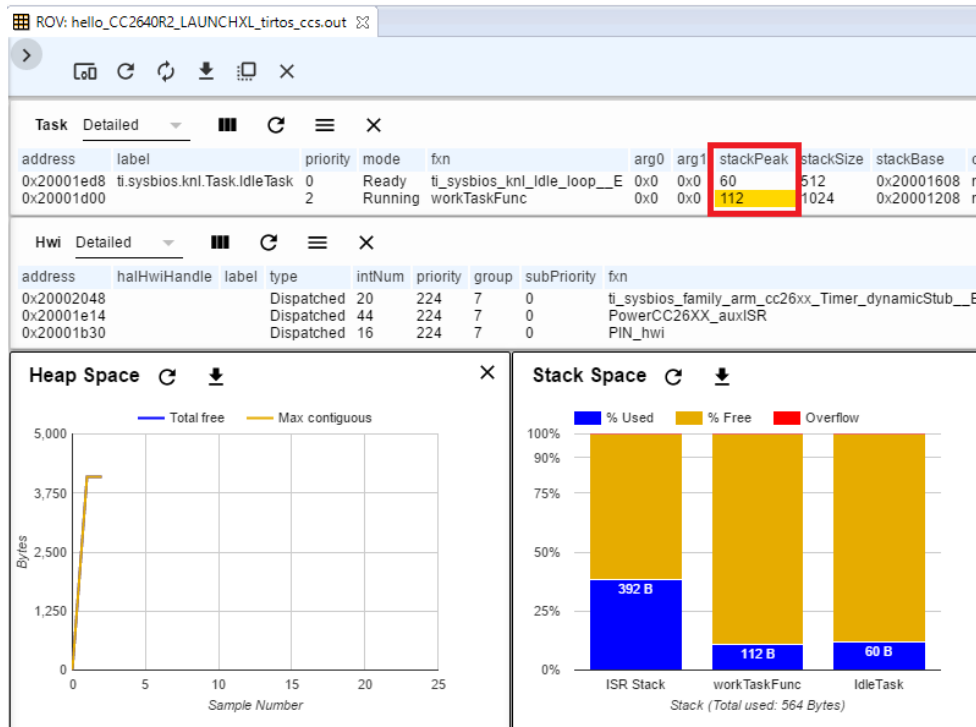 ROV: hello_CC2640R2_LAUNCHXL_tirtos_ccs.out
Task Detailed
address label priority mode fxn arg0 arg1 stackPeak stackSize stackBase
0x20001ed8 ti.sysbios.knl.Task.IdleTask 0 Ready ti_sysbios_knl_Idle_loop__E 0x0 0x0 60 512 0x20001608
0x20001d00 2 Running workTaskFunc 0x0 0x0 112 1024 0x20001208
Hwi Detailed
address halHwiHandle label type intNum priority group subPriority fxn
0x20002048 Dispatched 20 224 7 0 ti_sysbios_family_arm_cc26xx_Timer_dynamicStub__E
0x20001e14 Dispatched 44 224 7 0 PowerCC26XX_auxISR
0x20001b30 Dispatched 16 224 7 0 PIN_hwi
Heap Space
Total free Max contiguous
5,000
3,750
2,500
1,250
0
Bytes
0 5 10 15 20 25
Sample Number
Stack Space
% Used % Free Overflow
100%
90%
75%
50%
25%
0%
392 B 112 B 60 B
ISR Stack workTaskFunc IdleTask
Stack (Total used: 564 Bytes)